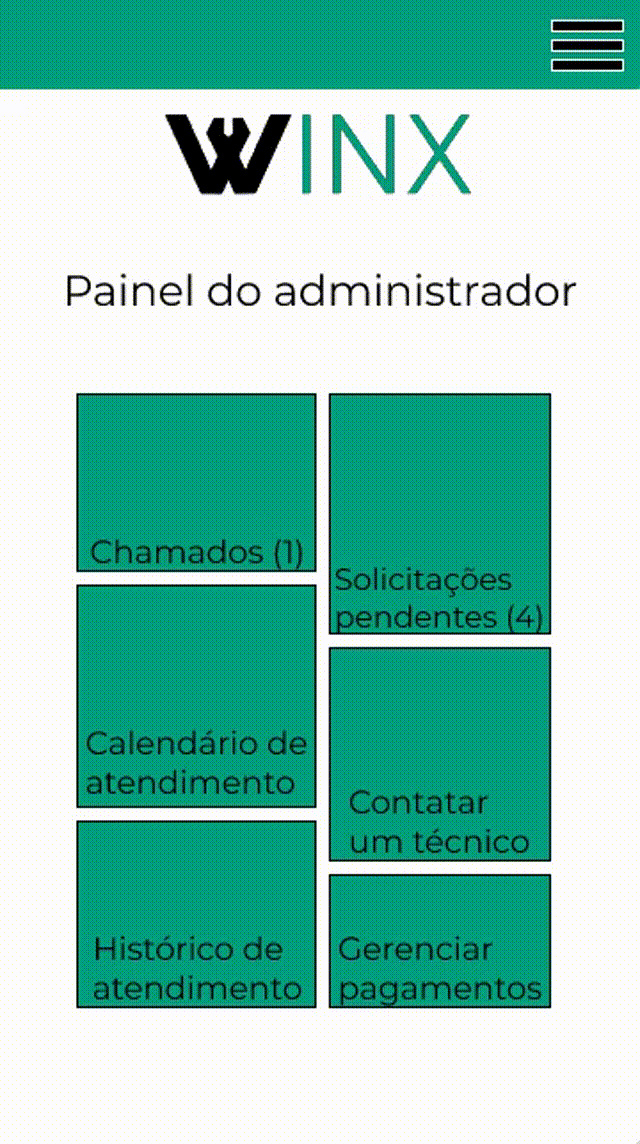 WINX
Painel do administrador
Chamados (1)
Solicitações
pendentes (4)
Calendário de
atendimento
Contatar
um técnico
Histórico de
atendimento
Gerenciar
pagamentos